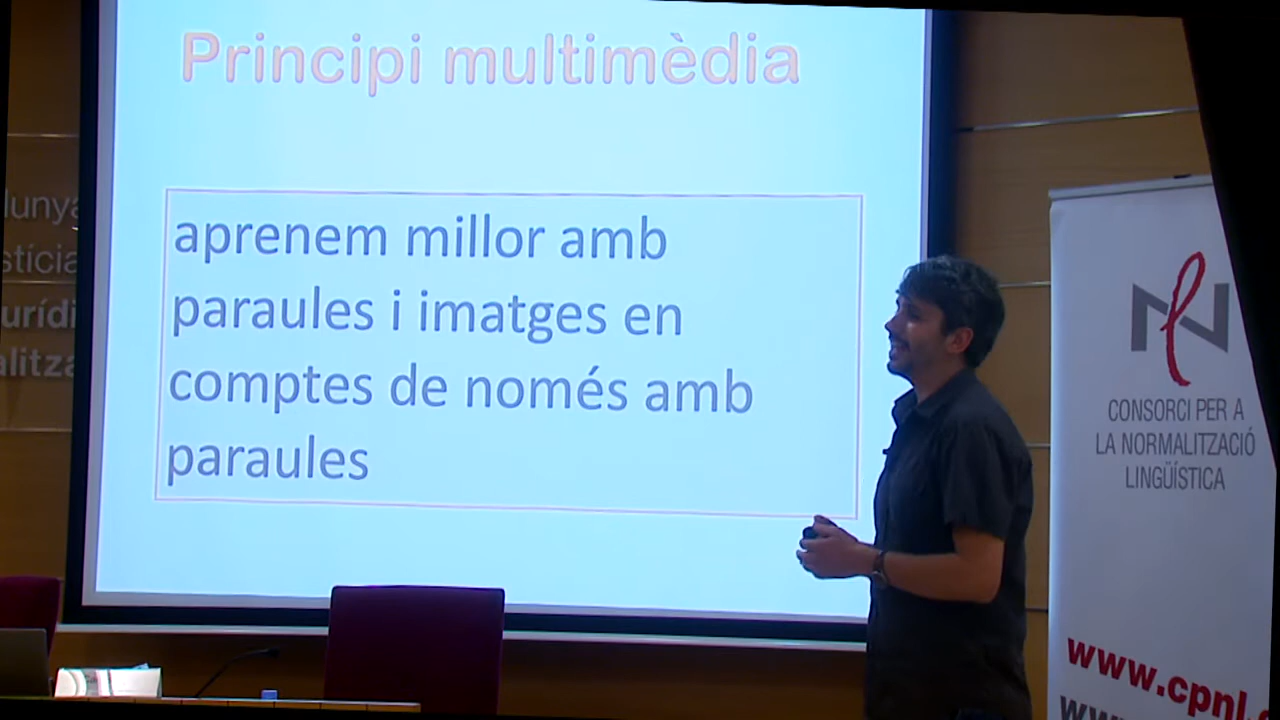 Principi multimèdia
aprenem millor amb
paraules i imatges en
comptes de només amb
paraules
CONSORCI PER A
LA NORMALITZACIÓ
LINGÜÍSTICA
www.cpnl.